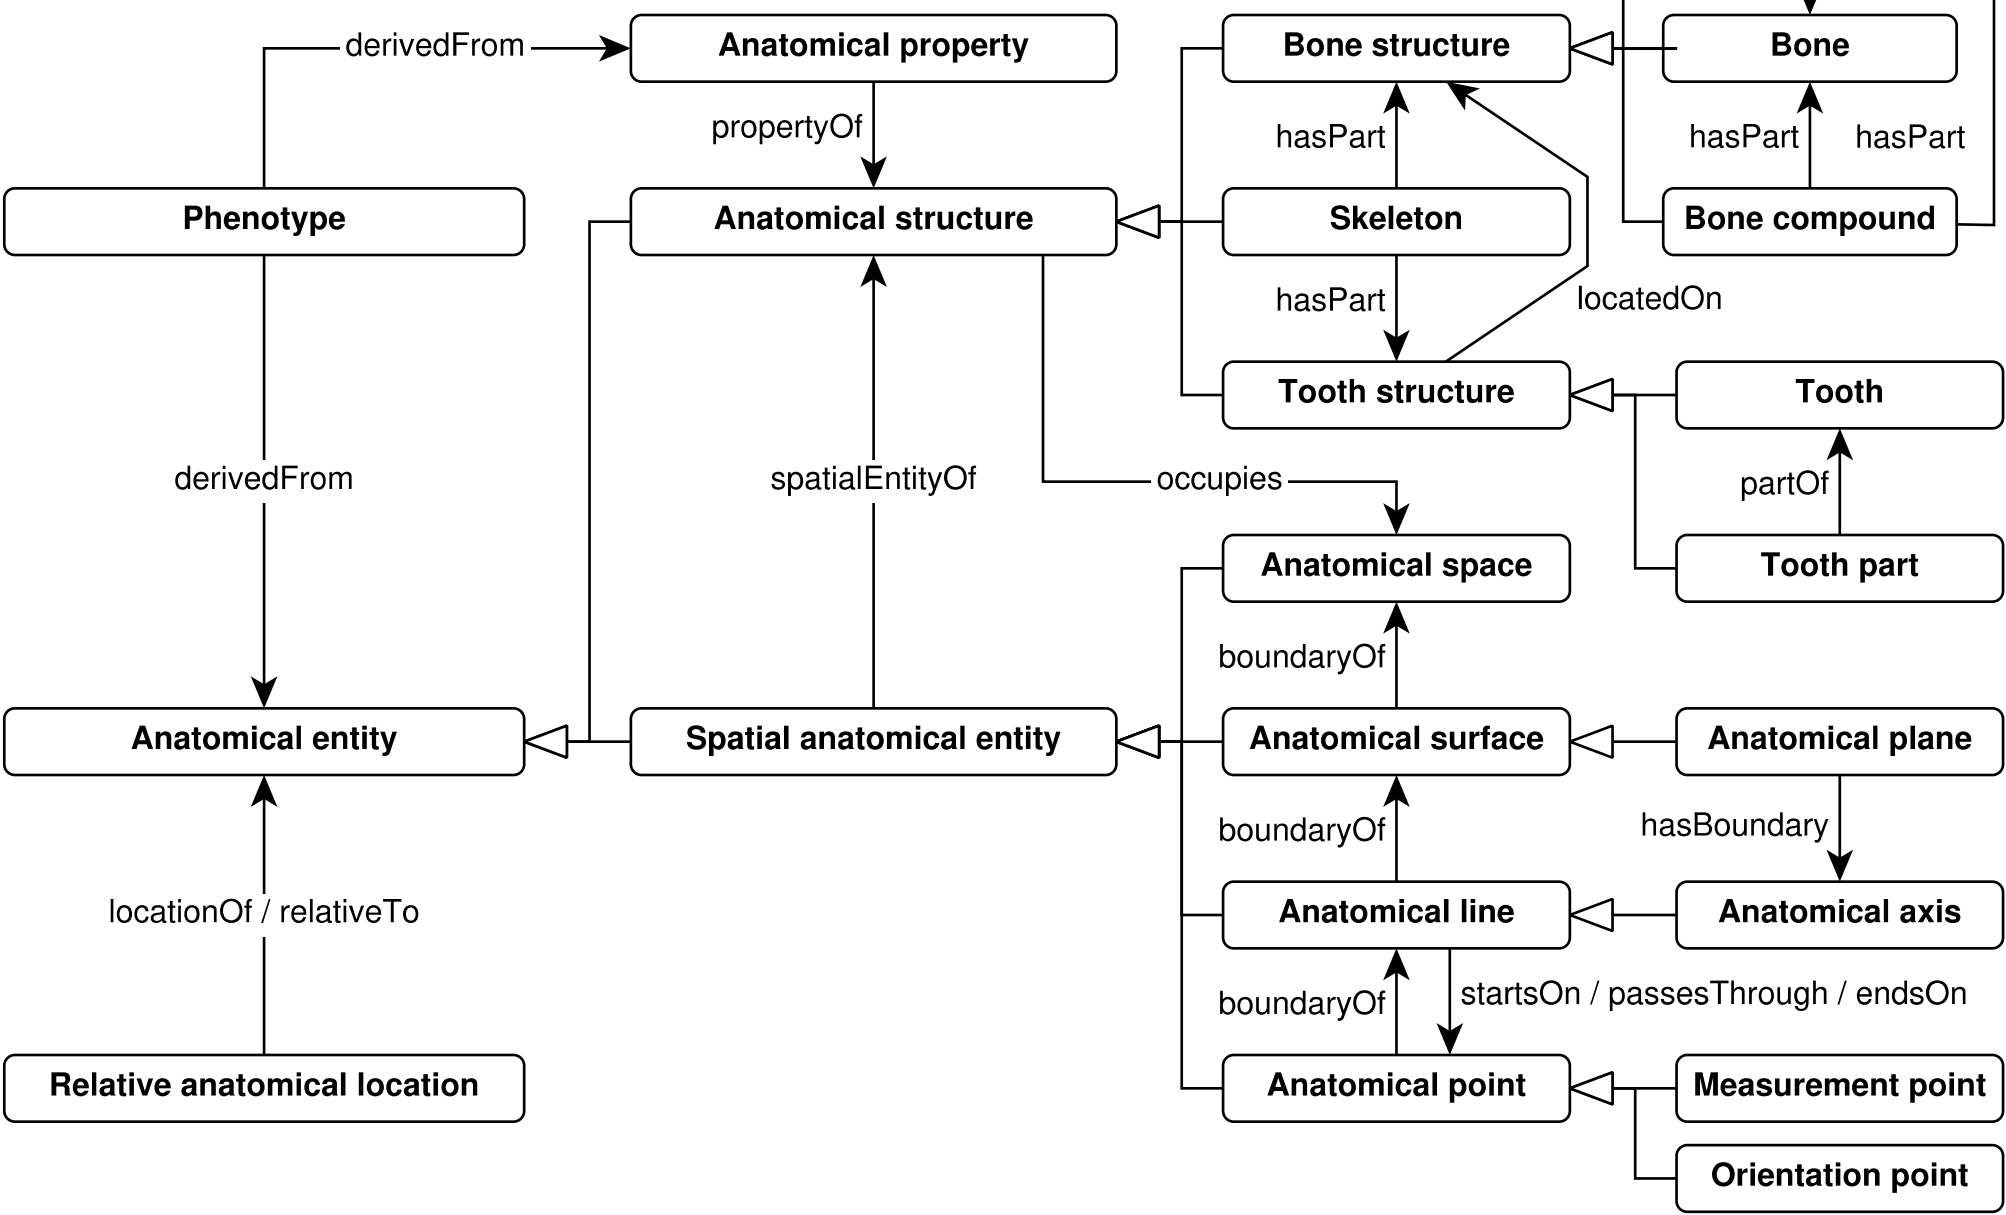 derivedFrom
Anatomical property
Bone structure
Bone
propertyOf
hasPart
hasPart
hasPart
Phenotype
Anatomical structure
Skeleton
Bone compound
hasPart
locatedOn
Tooth structure
Tooth
derivedFrom
spatialEntityOf
occupies
partOf
Anatomical space
Tooth part
boundaryOf
Anatomical entity
Spatial anatomical entity
Anatomical surface
Anatomical plane
boundaryOf
hasBoundary
locationOf / relativeTo
Anatomical line
Anatomical axis
boundaryOf
startsOn / passesThrough / endsOn
Relative anatomical location
Anatomical point
Measurement point
Orientation point